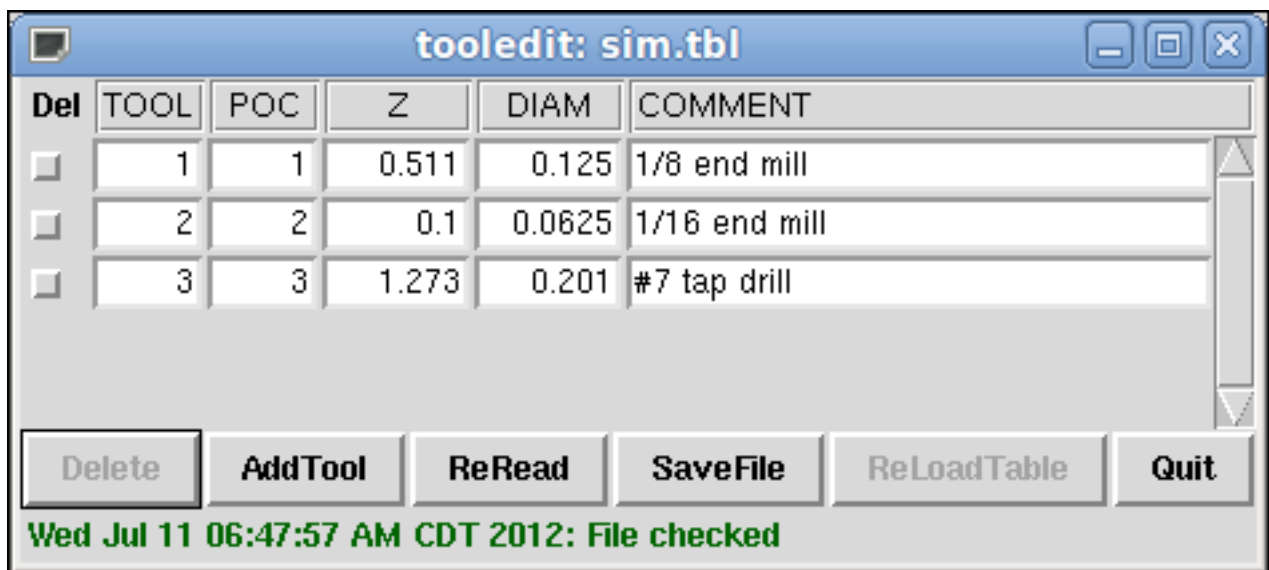 tooledit: sim.tbl
Del TOOL POC Z DIAM COMMENT
1 1 0.511 0.125 1/8 end mill
2 2 0.1 0.0625 1/16 end mill
3 3 1.273 0.201 #7 tap drill
Delete AddTool ReRead SaveFile ReLoadTable Quit
Wed Jul 11 06:47:57 AM CDT 2012: File checked